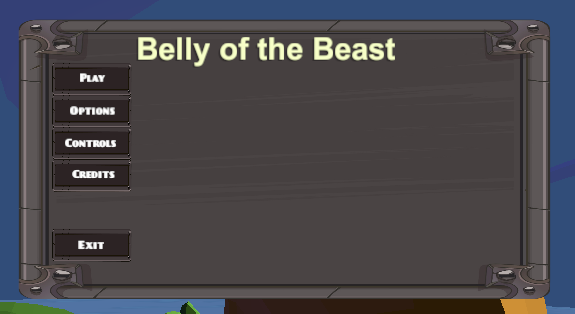 Belly of the Beast
Play
Options
Controls
Credits
Exit